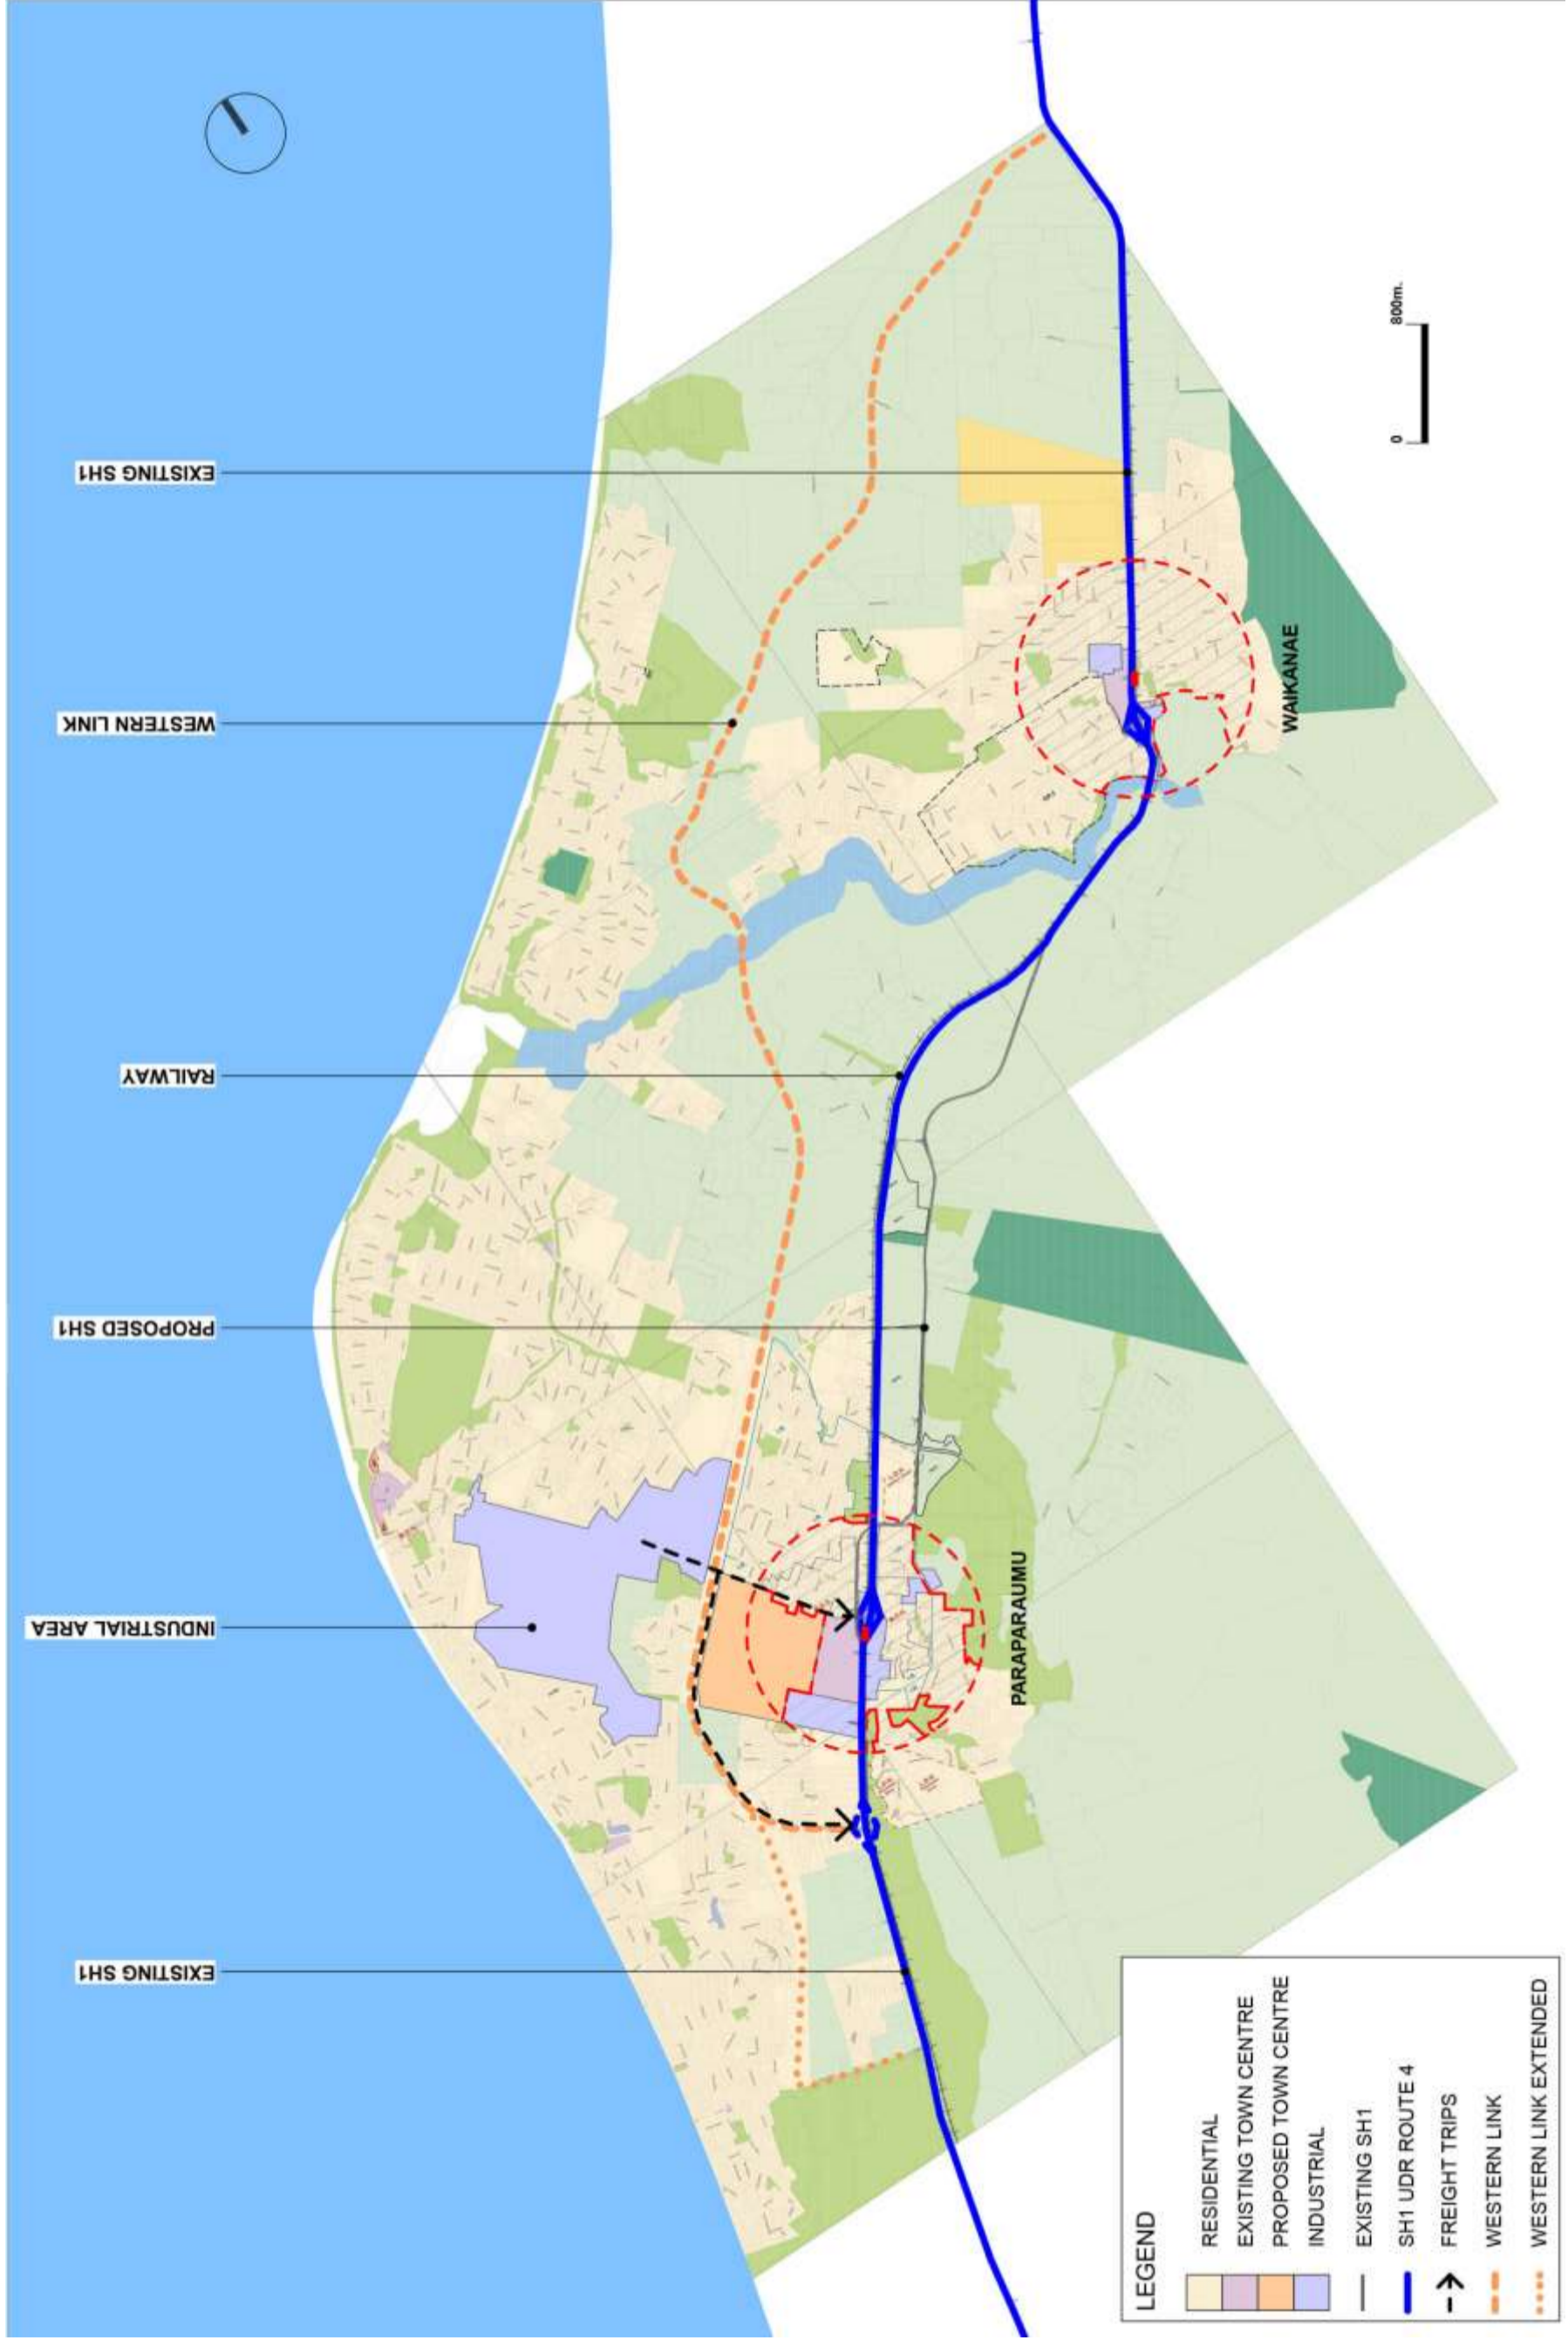 EXISTING SH1
INDUSTRIAL AREA
PROPOSED SH1
RAILWAY
WESTERN LINK
EXISTING SH1
PARAPARAUMU
WAIKANAE
0
800m.
LEGEND
RESIDENTIAL
EXISTING TOWN CENTRE
PROPOSED TOWN CENTRE
INDUSTRIAL
EXISTING SH1
SH1 UDR ROUTE 4
FREIGHT TRIPS
WESTERN LINK
WESTERN LINK EXTENDED